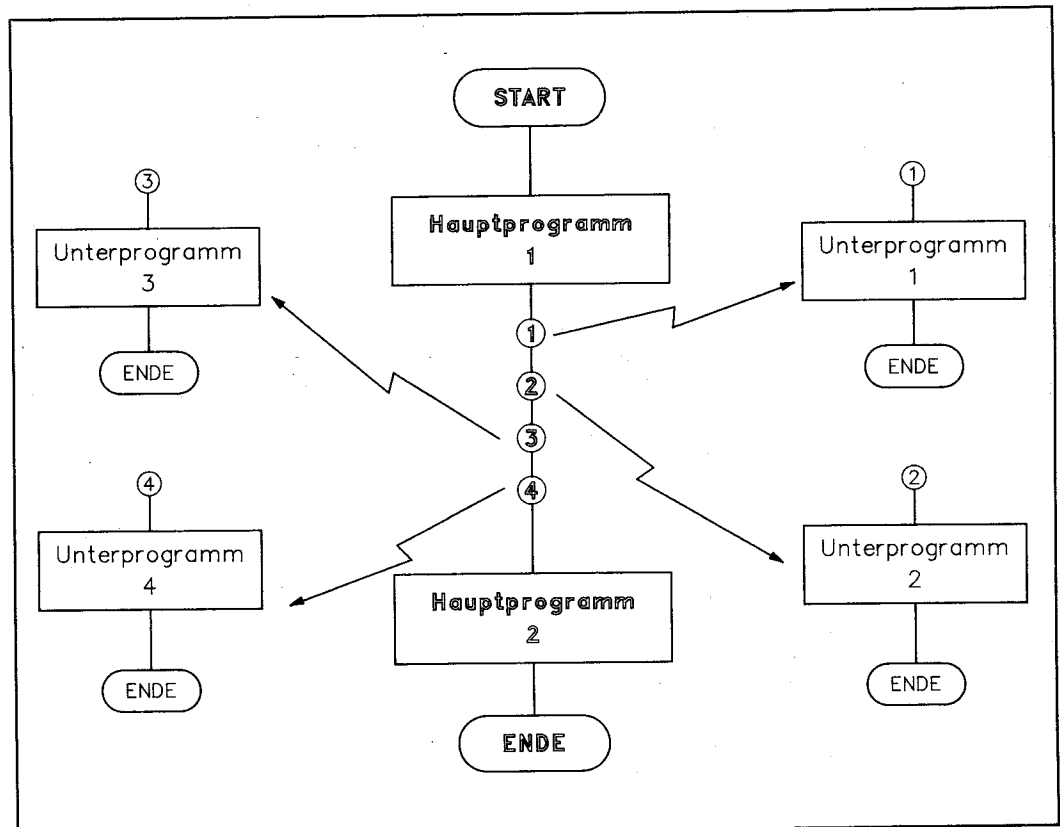 START
Hauptprogramm
1
1
2
3
4
Hauptprogramm
2
ENDE
3
Unterprogramm
3
ENDE
4
Unterprogramm
4
ENDE
1
Unterprogramm
1
ENDE
2
Unterprogramm
2
ENDE